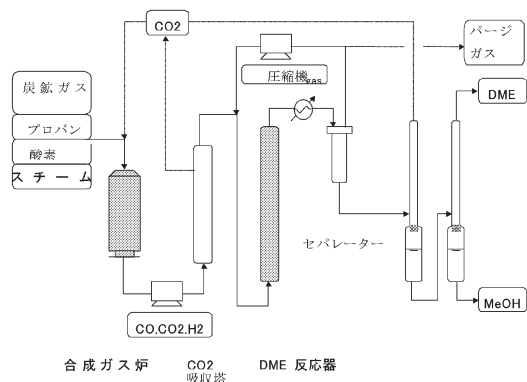 CO2
パージ
ガス
圧縮機
gas
炭鉱ガス
プロパン
酸素
スチーム
DME
セパレーター
CO.CO2.H2
MeOH
合成ガス炉
CO2
吸収塔
DME 反応器